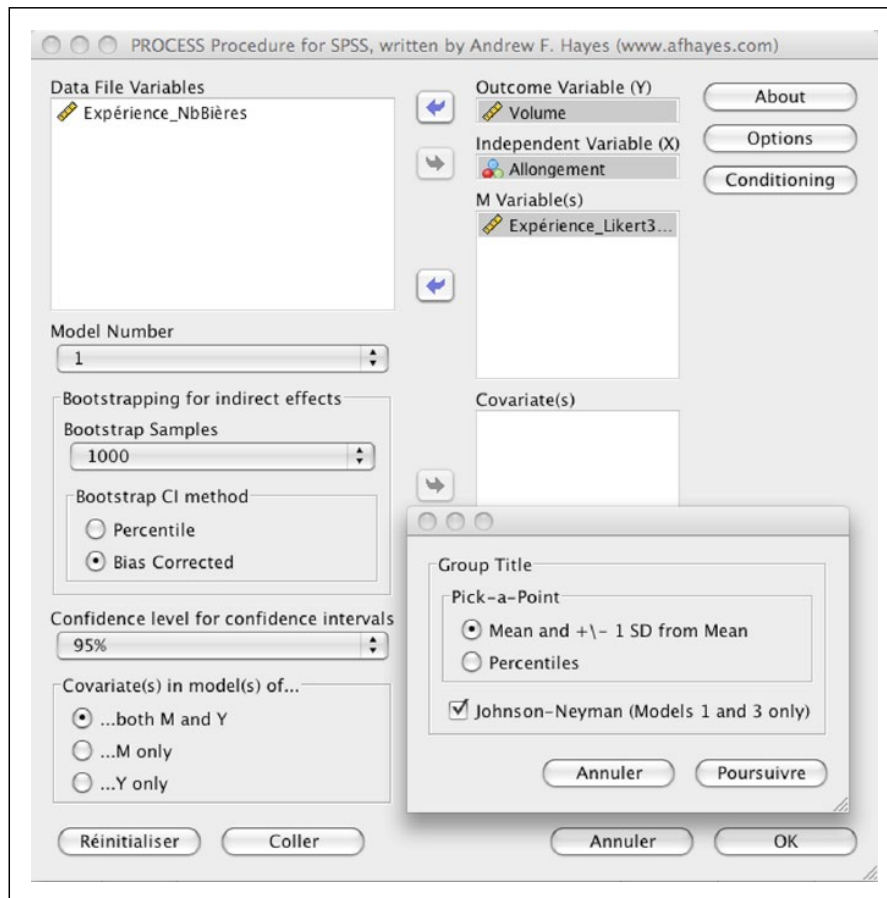 PROCESS Procedure for SPSS, written by Andrew F. Hayes (www.afhayes.com)
Data File Variables
Expérience_NbBières
Outcome Variable (Y)
Volume
Independent Variable (X)
Allongement
M Variable(s)
Expérience_Likert3...
About
Options
Conditioning
Model Number
1
Bootstrapping for indirect effects
Bootstrap Samples
1000
Bootstrap CI method
Percentile
Bias Corrected
Covariate(s)
Confidence level for confidence intervals
95%
Covariate(s) in model(s) of...
...both M and Y
...M only
...Y only
Group Title
Pick-a-Point
Mean and +\- 1 SD from Mean
Percentiles
Johnson-Neyman (Models 1 and 3 only)
Annuler
Poursuivre
Réinitialiser
Coller
Annuler
OK